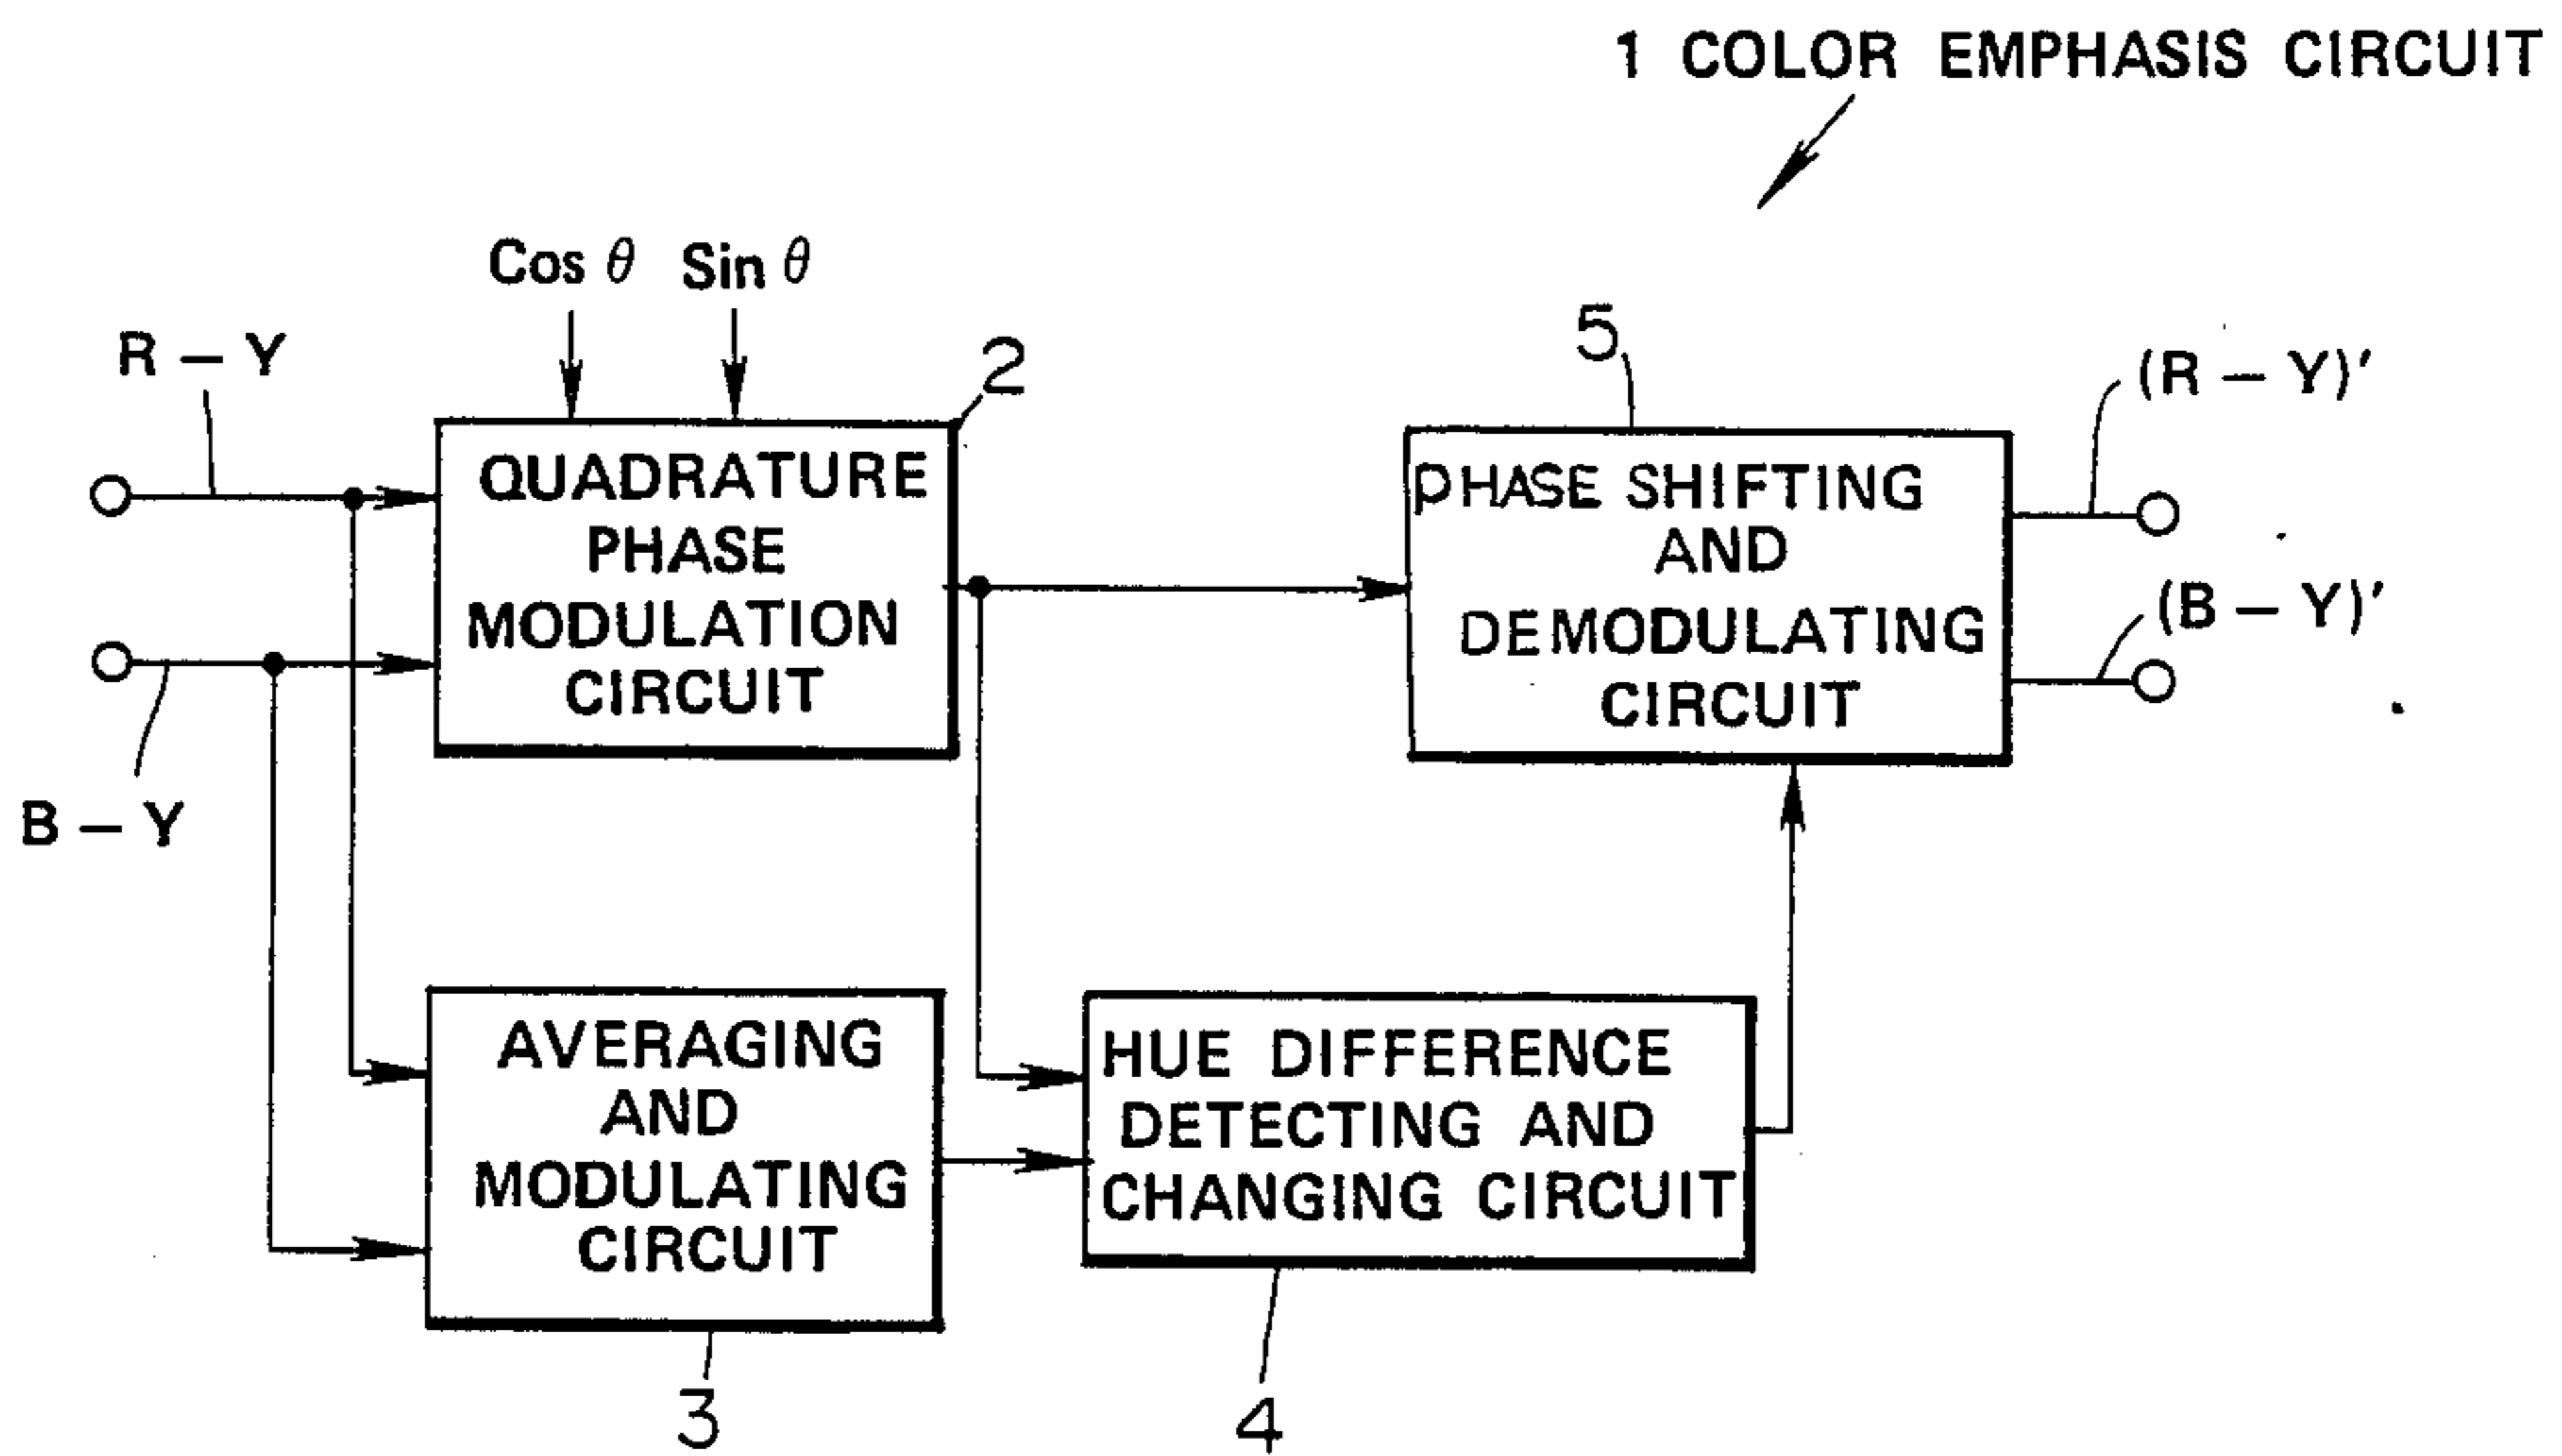 1 COLOR EMPHASIS CIRCUIT
Cos θ Sin θ
R – Y
2
5
(R – Y)′
QUADRATURE
PHASE
MODULATION
CIRCUIT
PHASE SHIFTING
AND
DEMODULATING
CIRCUIT
(B – Y)′
B – Y
AVERAGING
AND
MODULATING
CIRCUIT
HUE DIFFERENCE
DETECTING AND
CHANGING CIRCUIT
3
4